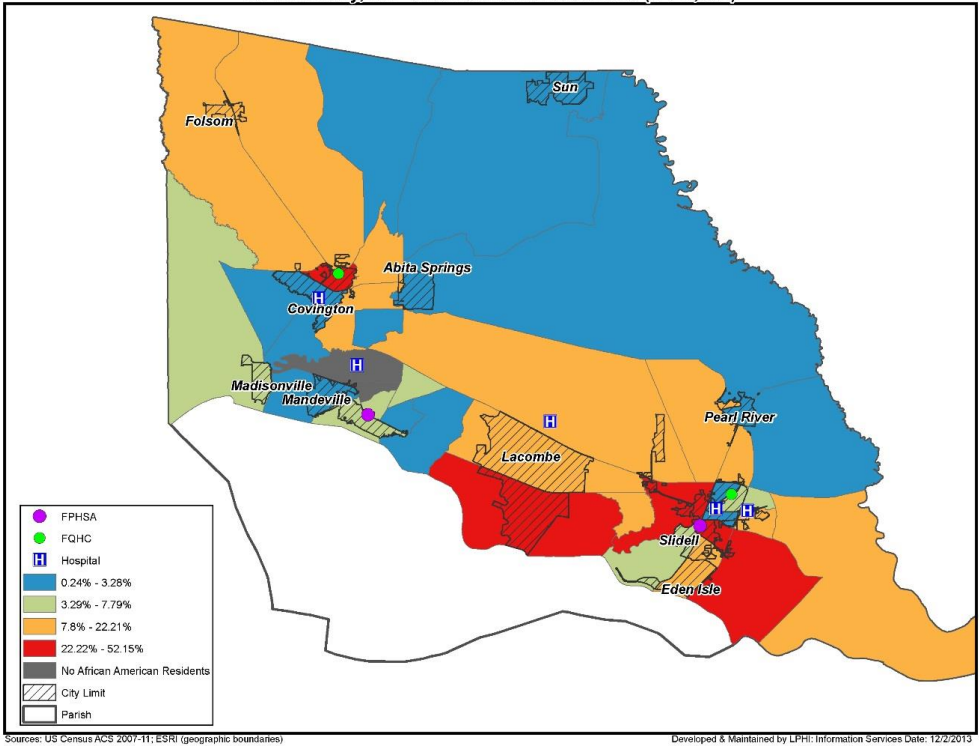 Sun
Folsom
Abita Springs
Covington
Madisonville
Mandeville
Pearl River
Lacombe
Slidell
Eden Isle
H
H
H
H
H
FPHSA
FQHC
H Hospital
0.24% - 3.28%
3.29% - 7.79%
7.8% - 22.21%
22.22% - 52.15%
No African American Residents
City Limit
Parish
Sources: US Census ACS 2007-11; ESRI (geographic boundaries)
Developed & Maintained by LPHI: Information Services Date: 12/2/2013